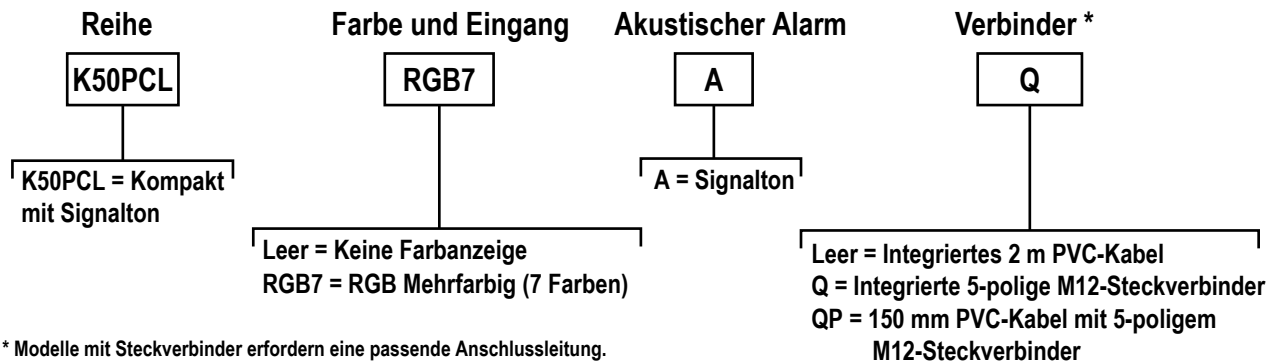 Reihe
Farbe und Eingang
Akustischer Alarm
Verbinder *
K50PCL
RGB7
A
Q
K50PCL = Kompakt
mit Signalton
Leer = Keine Farbanzeige
RGB7 = RGB Mehrfarbig (7 Farben)
A = Signalton
Leer = Integriertes 2 m PVC-Kabel
Q = Integrierte 5-polige M12-Steckverbinder
QP = 150 mm PVC-Kabel mit 5-poligem
M12-Steckverbinder
* Modelle mit Steckverbinder erfordern eine passende Anschlussleitung.